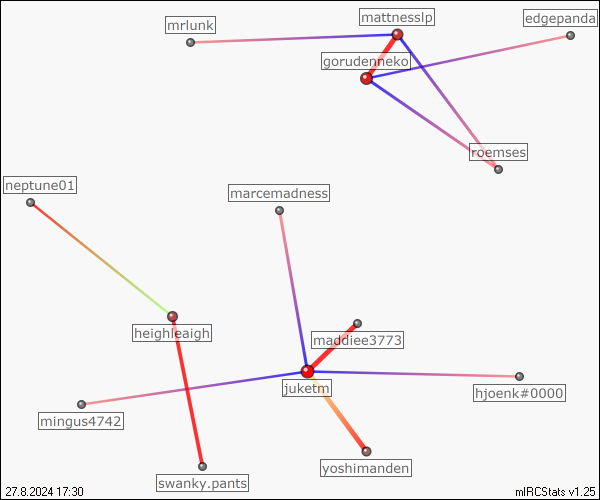 mattnesslp
mrlunk
edgepanda
gorudenneko
roemses
neptune01
marcemadness
heighleaigh
maddiee3773
juketm
hjoenk#0000
mingus4742
yoshimanden
swanky.pants
27.8.2024 17:30
mIRCStats v1.25